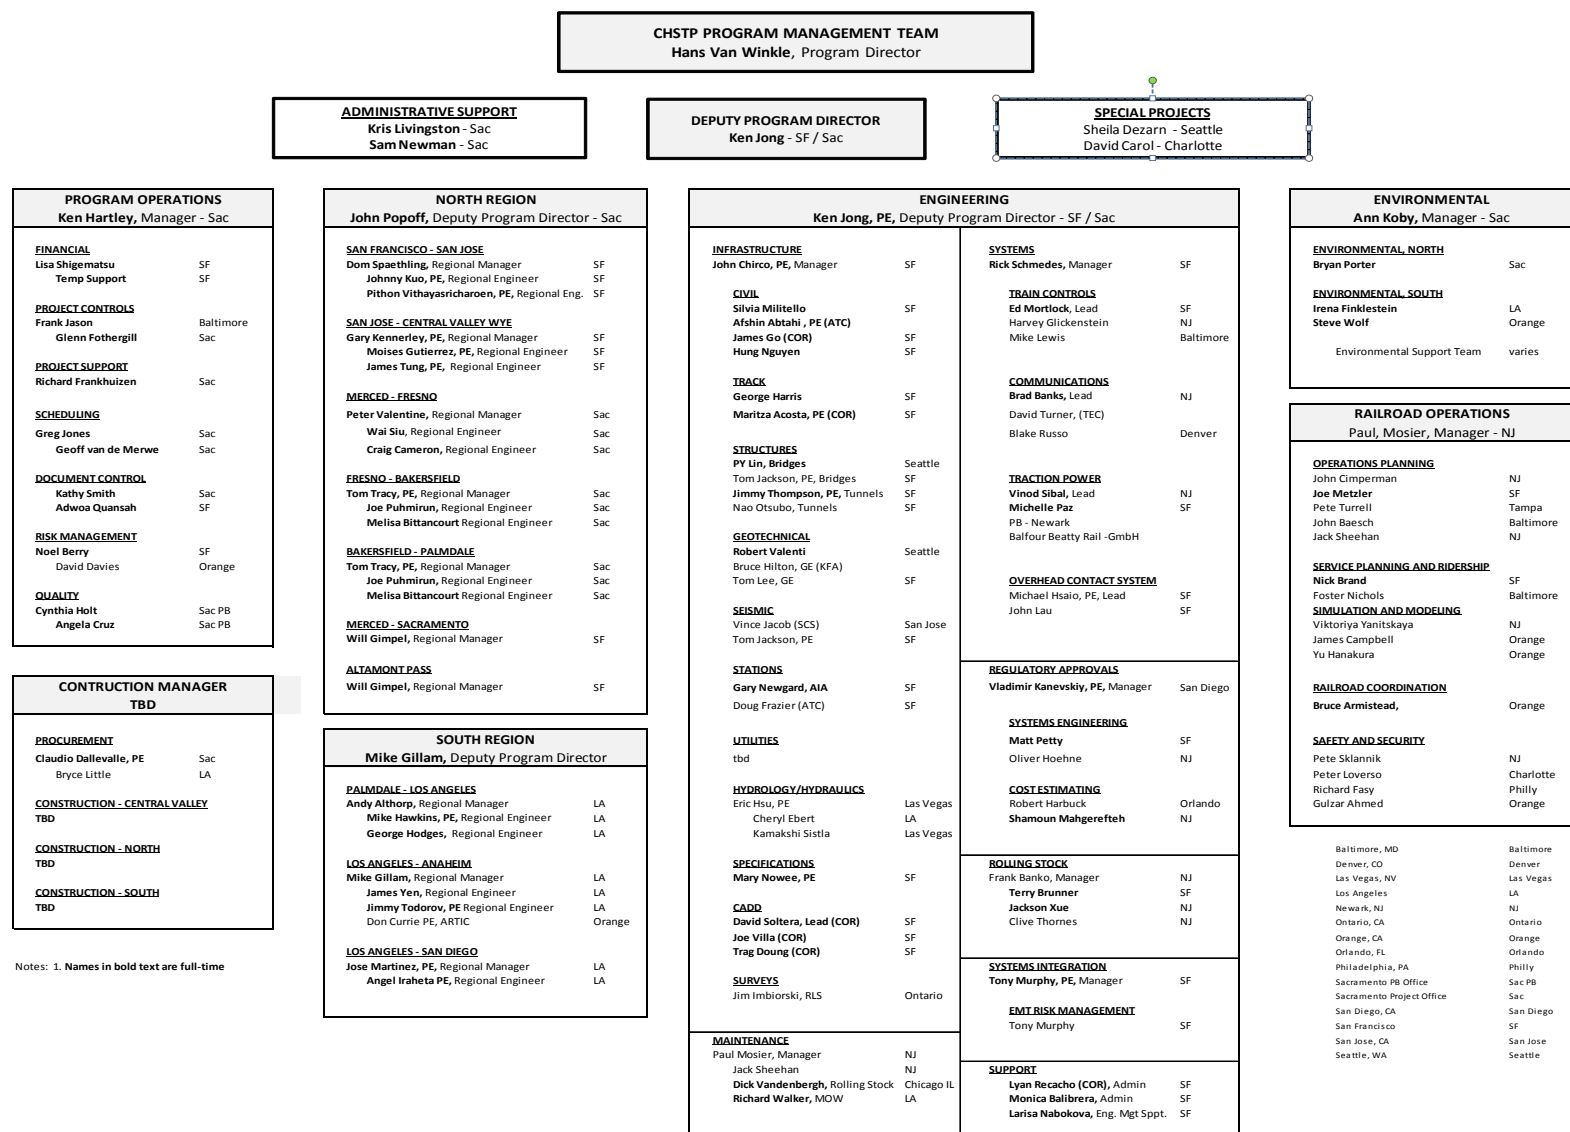 CHSTP PROGRAM MANAGEMENT TEAM
Hans Van Winkle, Program Director
ADMINISTRATIVE SUPPORT
Kris Livingston - Sac
Sam Newman - Sac
DEPUTY PROGRAM DIRECTOR
Ken Jong - SF / Sac
SPECIAL PROJECTS
Sheila Dezarn - Seattle
David Carol - Charlotte
PROGRAM OPERATIONS
Ken Hartley, Manager - Sac
FINANCIAL
Lisa Shigematsu SF
Temp Support SF
PROJECT CONTROLS
Frank Jason Baltimore
Glenn Fothergill Sac
PROJECT SUPPORT
Richard Frankhuizen Sac
SCHEDULING
Greg Jones Sac
Geoff van de Merwe Sac
DOCUMENT CONTROL
Kathy Smith Sac
Adwoa Quansah SF
RISK MANAGEMENT
Noel Berry SF
David Davies Orange
QUALITY
Cynthia Holt Sac PB
Angela Cruz Sac PB
CONTRUCTION MANAGER
TBD
PROCUREMENT
Claudio Dallevalle, PE Sac
Bryce Little LA
CONSTRUCTION - CENTRAL VALLEY
TBD
CONSTRUCTION - NORTH
TBD
CONSTRUCTION - SOUTH
TBD
Notes: 1. Names in bold text are full-time
NORTH REGION
John Popoff, Deputy Program Director - Sac
SAN FRANCISCO - SAN JOSE
Dom Spaethling, Regional Manager SF
Johnny Kuo, PE, Regional Engineer SF
Pithon Vithayasricharoen, PE, Regional Eng. SF
SAN JOSE - CENTRAL VALLEY WYE
Gary Kennerley, PE, Regional Manager SF
Moises Gutierrez, PE, Regional Engineer SF
James Tung, PE, Regional Engineer SF
MERCED - FRESNO
Peter Valentine, Regional Manager Sac
Wai Siu, Regional Engineer Sac
Craig Cameron, Regional Engineer Sac
FRESNO - BAKERSFIELD
Tom Tracy, PE, Regional Manager Sac
Joe Puhmirun, Regional Engineer Sac
Melisa Bittancourt Regional Engineer Sac
BAKERSFIELD - PALMDALE
Tom Tracy, PE, Regional Manager Sac
Joe Puhmirun, Regional Engineer Sac
Melisa Bittancourt Regional Engineer Sac
MERCED - SACRAMENTO
Will Gimpel, Regional Manager SF
ALTAMONT PASS
Will Gimpel, Regional Manager SF
SOUTH REGION
Mike Gillam, Deputy Program Director
PALMDALE - LOS ANGELES
Andy Althorp, Regional Manager LA
Mike Hawkins, PE, Regional Engineer LA
George Hodges, Regional Engineer LA
LOS ANGELES - ANAHEIM
Mike Gillam, Regional Manager LA
James Yen, Regional Engineer LA
Jimmy Todorov, PE Regional Engineer LA
Don Currie PE, ARTIC Orange
LOS ANGELES - SAN DIEGO
Jose Martinez, PE, Regional Manager LA
Angel Iraheta PE, Regional Engineer LA
ENGINEERING
Ken Jong, PE, Deputy Program Director - SF / Sac
INFRASTRUCTURE
John Chirco, PE, Manager SF
CIVIL
Silvia Militello SF
Afshin Abtahi , PE (ATC)
James Go (COR) SF
Hung Nguyen SF
TRACK
George Harris SF
Maritza Acosta, PE (COR) SF
STRUCTURES
PY Lin, Bridges Seattle
Tom Jackson, PE, Bridges SF
Jimmy Thompson, PE, Tunnels SF
Nao Otsubo, Tunnels SF
GEOTECHNICAL
Robert Valenti Seattle
Bruce Hilton, GE (KFA)
Tom Lee, GE SF
SEISMIC
Vince Jacob (SCS) San Jose
Tom Jackson, PE SF
STATIONS
Gary Newgard, AIA SF
Doug Frazier (ATC) SF
UTILITIES
tbd
HYDROLOGY/HYDRAULICS
Eric Hsu, PE Las Vegas
Cheryl Ebert LA
Kamakshi Sistla Las Vegas
SPECIFICATIONS
Mary Nowee, PE SF
CADD
David Soltera, Lead (COR) SF
Joe Villa (COR) SF
Trag Doung (COR) SF
SURVEYS
Jim Imbiorski, RLS Ontario
MAINTENANCE
Paul Mosier, Manager NJ
Jack Sheehan NJ
Dick Vandenbergh, Rolling Stock Chicago IL
Richard Walker, MOW LA
SYSTEMS
Rick Schmedes, Manager SF
TRAIN CONTROLS
Ed Mortlock, Lead SF
Harvey Glickenstein NJ
Mike Lewis Baltimore
COMMUNICATIONS
Brad Banks, Lead NJ
David Turner, (TEC)
Blake Russo Denver
TRACTION POWER
Vinod Sibal, Lead NJ
Michelle Paz SF
PB - Newark
Balfour Beatty Rail -GmbH
OVERHEAD CONTACT SYSTEM
Michael Hsaio, PE, Lead SF
John Lau SF
REGULATORY APPROVALS
Vladimir Kanevskiy, PE, Manager San Diego
SYSTEMS ENGINEERING
Matt Petty SF
Oliver Hoehne NJ
COST ESTIMATING
Robert Harbuck Orlando
Shamoun Mahgerefteh NJ
ROLLING STOCK
Frank Banko, Manager NJ
Terry Brunner SF
Jackson Xue NJ
Clive Thornes NJ
SYSTEMS INTEGRATION
Tony Murphy, PE, Manager SF
EMT RISK MANAGEMENT
Tony Murphy SF
SUPPORT
Lyan Recacho (COR), Admin SF
Monica Balibrera, Admin SF
Larisa Nabokova, Eng. Mgt Sppt. SF
ENVIRONMENTAL
Ann Koby, Manager - Sac
ENVIRONMENTAL, NORTH
Bryan Porter Sac
ENVIRONMENTAL, SOUTH
Irena Finklestein LA
Steve Wolf Orange
Environmental Support Team varies
RAILROAD OPERATIONS
Paul, Mosier, Manager - NJ
OPERATIONS PLANNING
John Cimperman NJ
Joe Metzler SF
Pete Turrell Tampa
John Baesch Baltimore
Jack Sheehan NJ
SERVICE PLANNING AND RIDERSHIP
Nick Brand SF
Foster Nichols Baltimore
SIMULATION AND MODELING
Viktoriya Yanitskaya NJ
James Campbell Orange
Yu Hanakura Orange
RAILROAD COORDINATION
Bruce Armistead, Orange
SAFETY AND SECURITY
Pete Sklannik NJ
Peter Loverso Charlotte
Richard Fasy Philly
Gulzar Ahmed Orange
Baltimore, MD Baltimore
Denver, CO Denver
Las Vegas, NV Las Vegas
Los Angeles LA
Newark, NJ NJ
Ontario, CA Ontario
Orange, CA Orange
Orlando, FL Orlando
Philadelphia, PA Philly
Sacramento PB Office Sac PB
Sacramento Project Office Sac
San Diego, CA San Diego
San Francisco SF
San Jose, CA San Jose
Seattle, WA Seattle